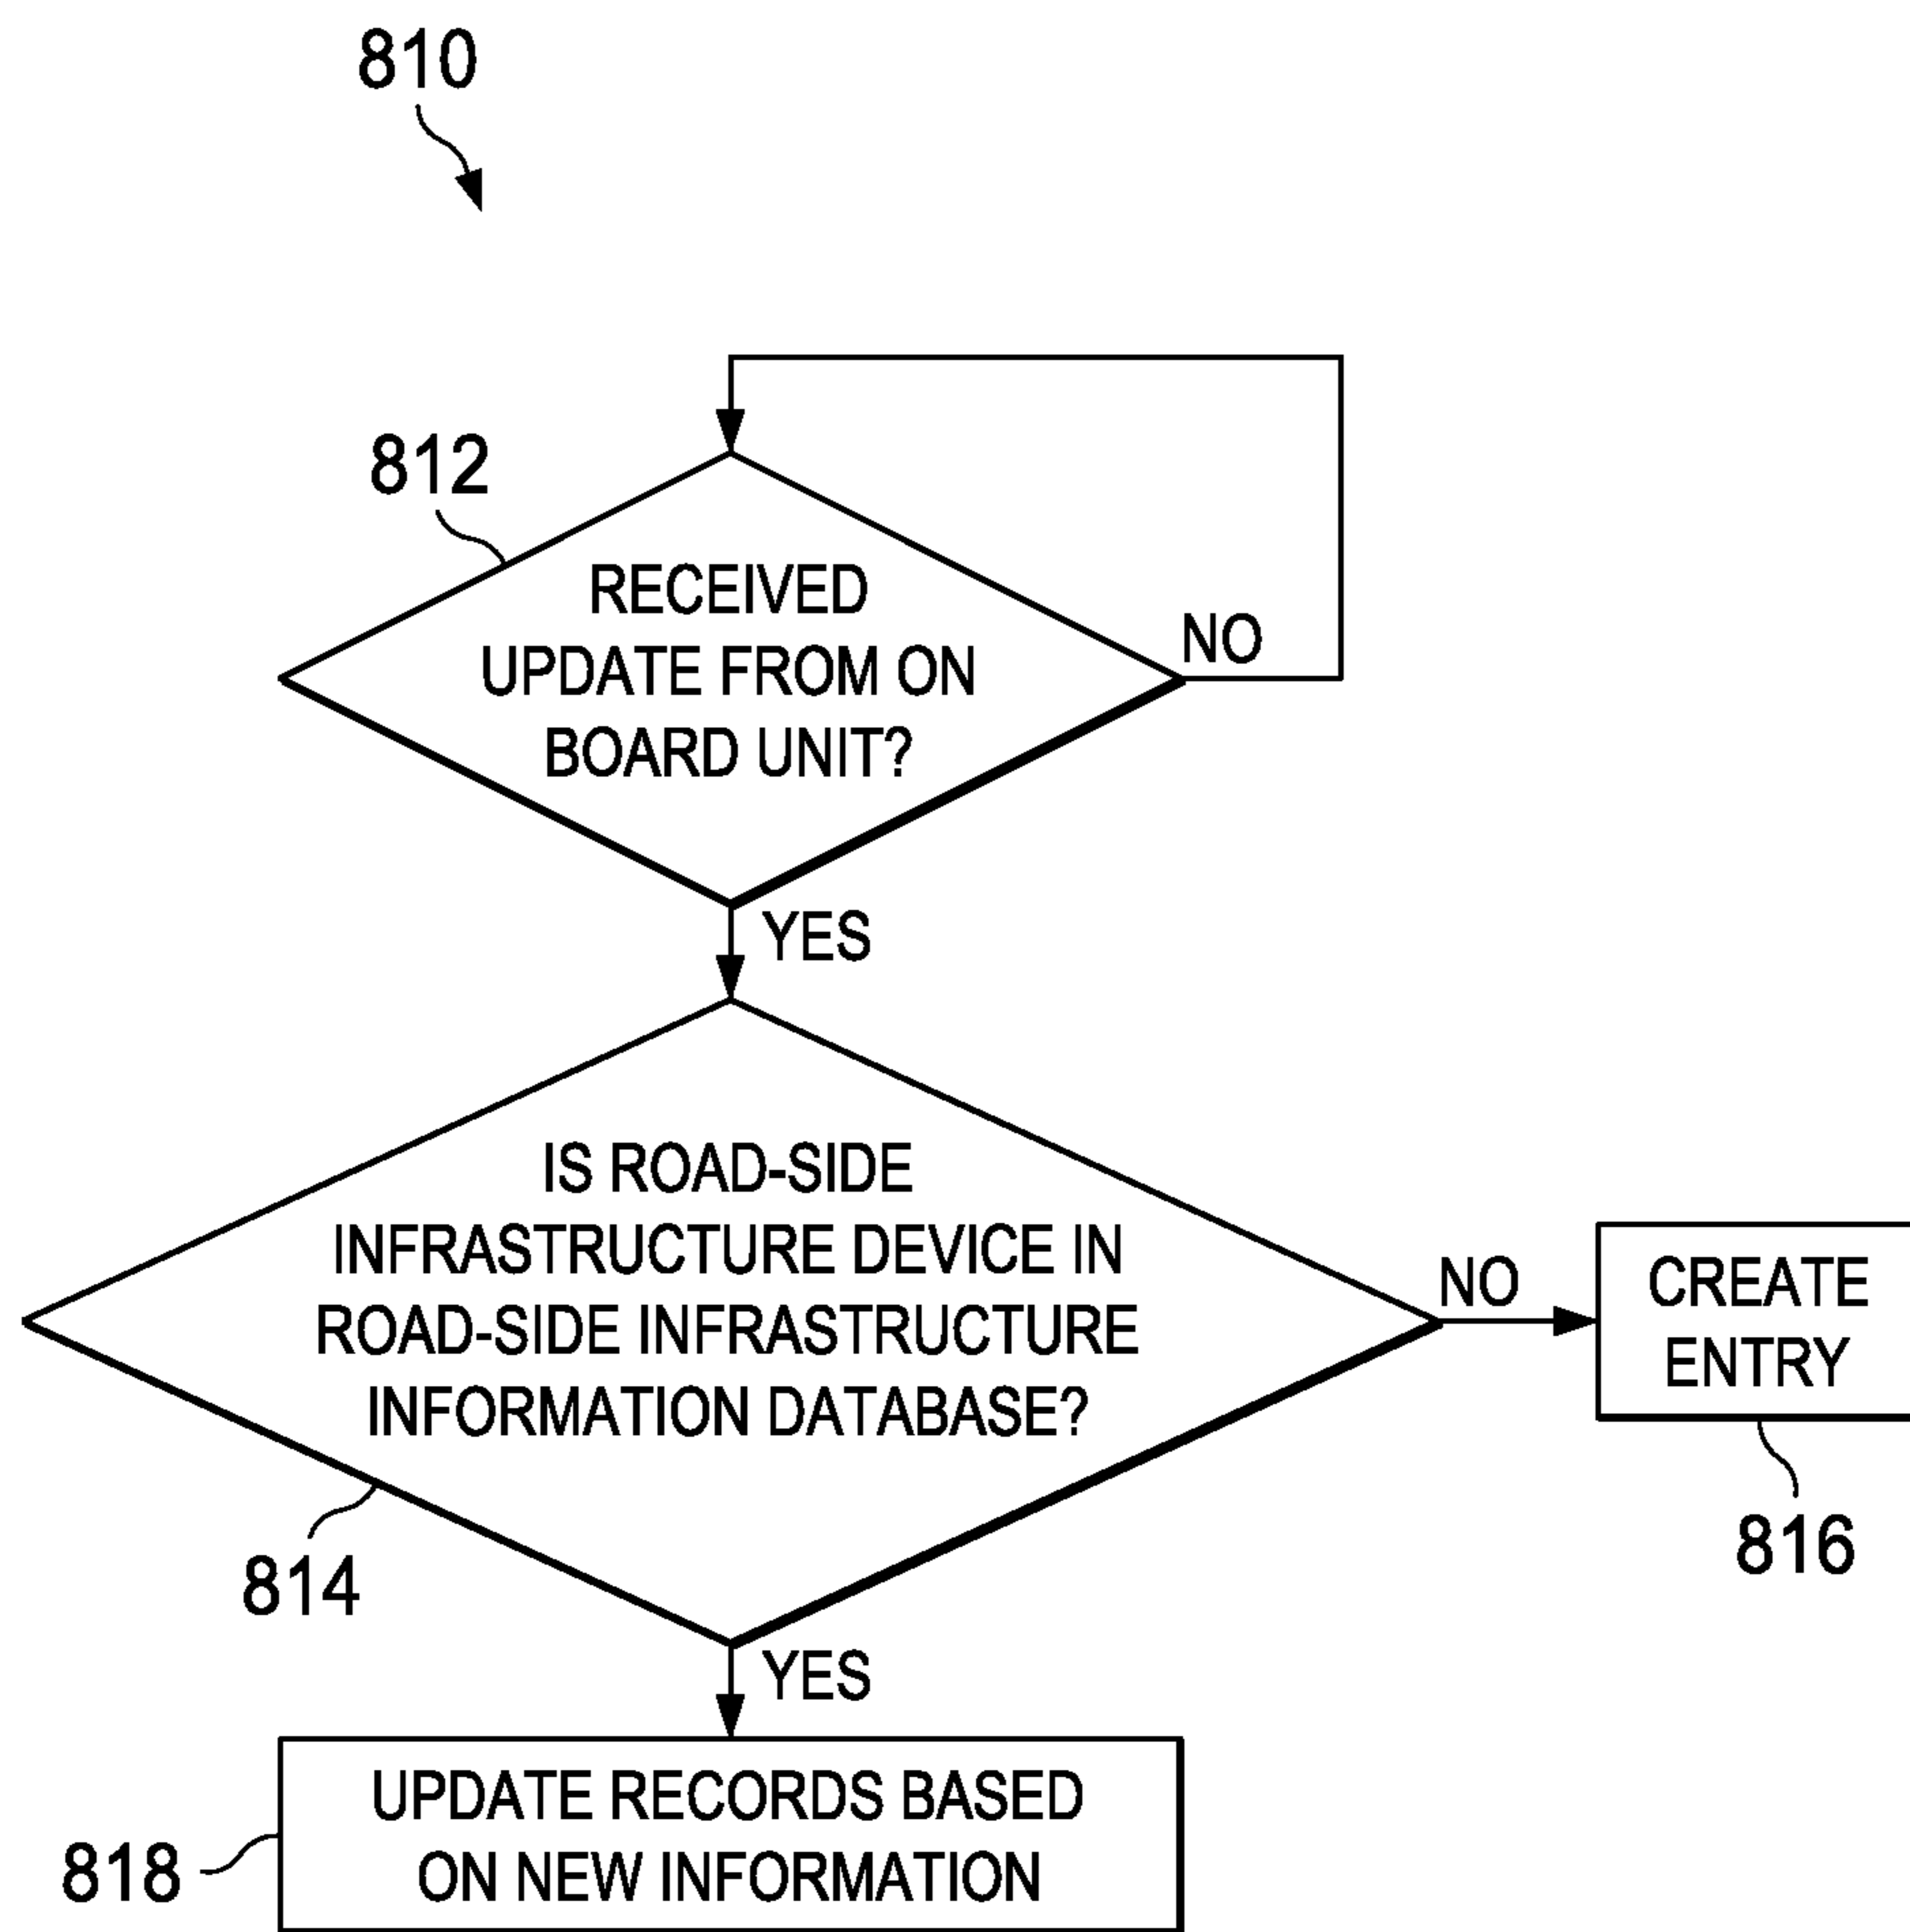 810
812
RECEIVED
UPDATE FROM ON
BOARD UNIT?
NO
YES
IS ROAD-SIDE
INFRASTRUCTURE DEVICE IN
ROAD-SIDE INFRASTRUCTURE
INFORMATION DATABASE?
NO
CREATE
ENTRY
814
816
YES
UPDATE RECORDS BASED
ON NEW INFORMATION
818